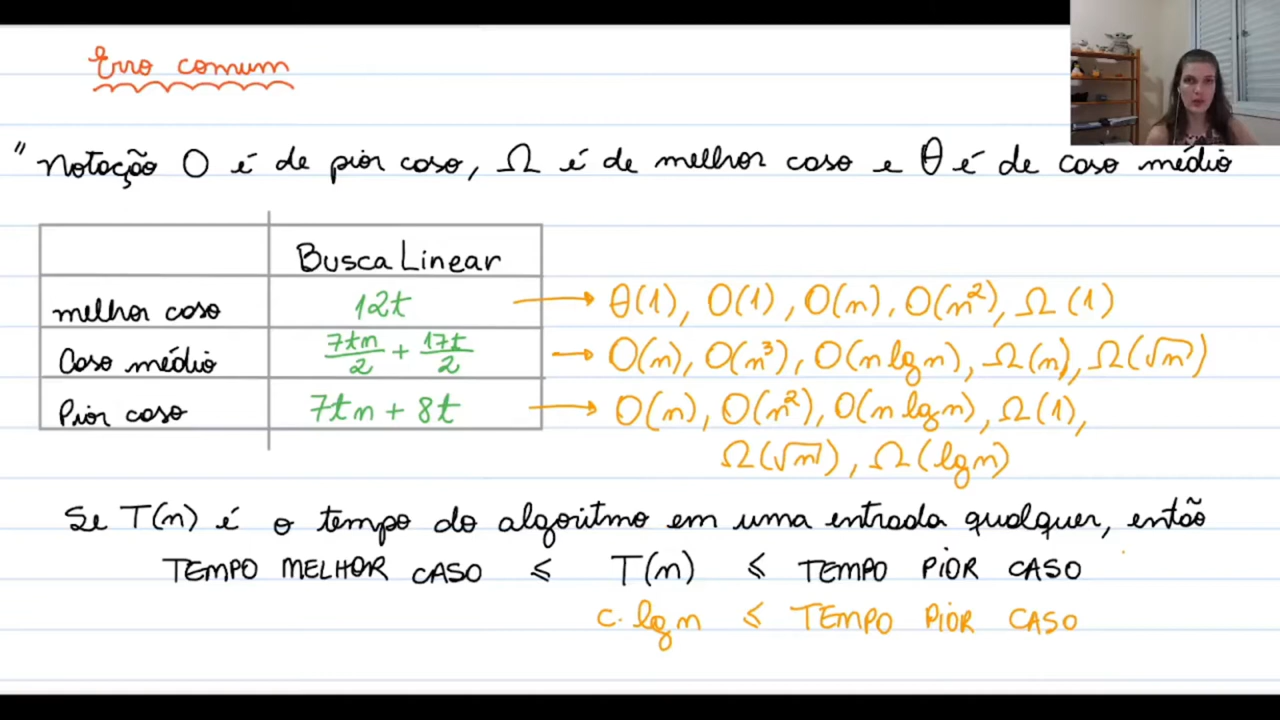 Erro comum
"Notação O é de pior caso, Ω é de melhor caso e θ é de caso médio
Busca Linear
melhor caso 12t → θ(1), O(1), O(n), O(n²), Ω(1)
Caso médio 7tn/2 + 17t/2 → O(n), O(n³), O(n lg n), Ω(n), Ω(√n)
Pior caso 7tn + 8t → O(n), O(n²), O(n lg n), Ω(1),
Ω(√n), Ω(lg n)
Se T(n) é o tempo do algoritmo em uma entrada qualquer, então
TEMPO MELHOR CASO ≤ T(n) ≤ TEMPO PIOR CASO
c. lg n ≤ TEMPO PIOR CASO